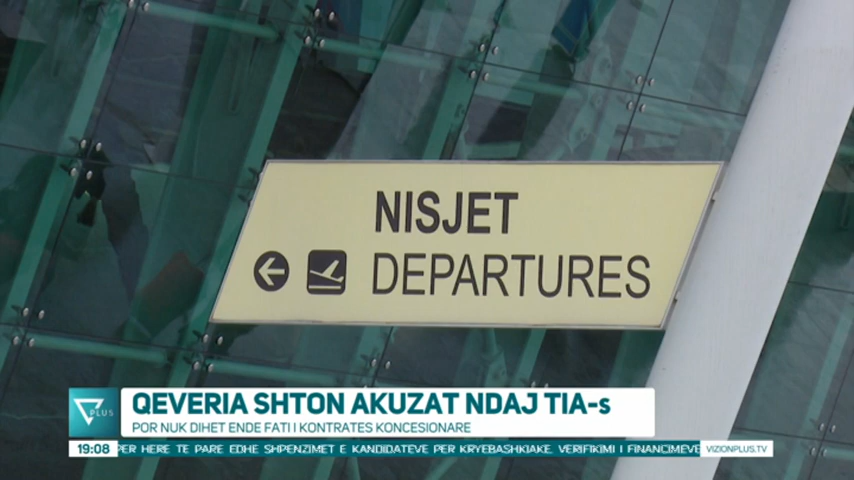 NISJET
DEPARTURES
QEVERIA SHTON AKUZAT NDAJ TIA-s
PLUS
POR NUK DIHET ENDE FATI I KONTRATES KONCESIONARE
19:08 PER HERE TE PARE EDHE SHPENZIMET E KANDIDATEVE PER KRYEBASHKIAKE. VERIFIKIMI I FINANCIMEVE VIZIONPLUS.TV